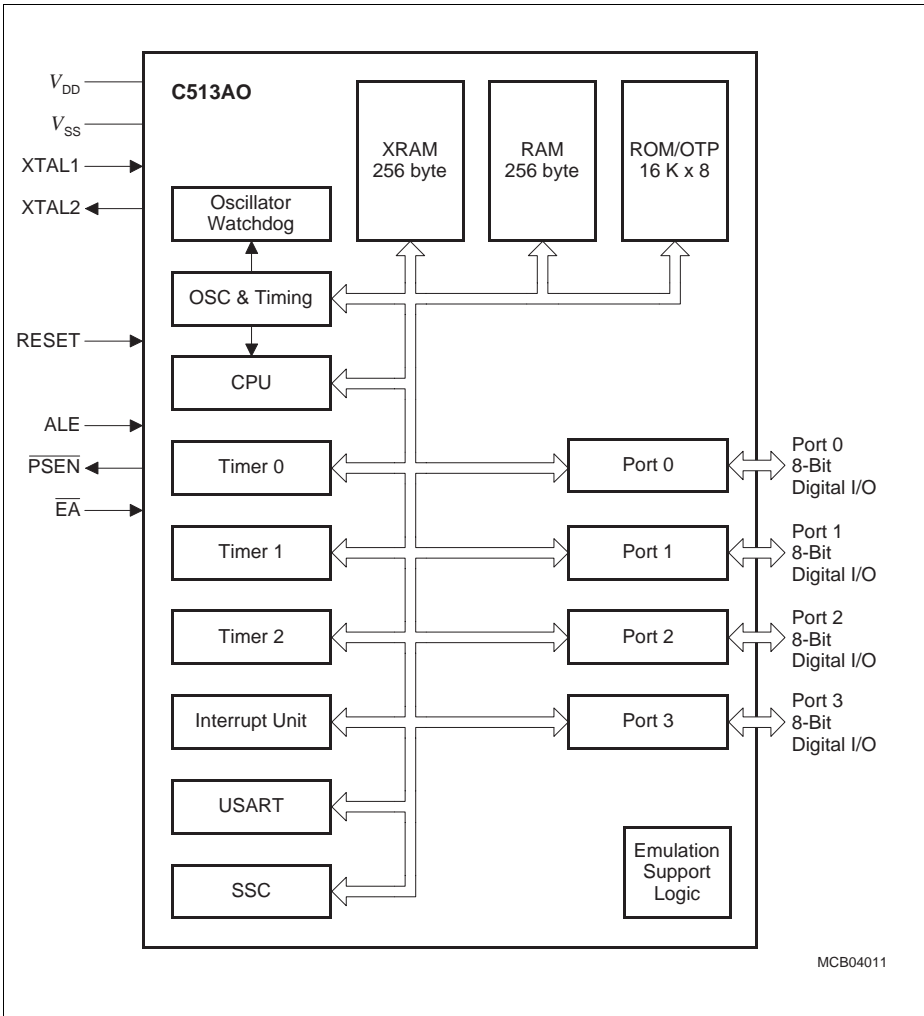 C513AO
V_DD
V_SS
XTAL1
XTAL2
RESET
ALE
P̅S̅E̅N̅
E̅A̅
XRAM
256 byte
RAM
256 byte
ROM/OTP
16 K x 8
Oscillator
Watchdog
OSC & Timing
CPU
Timer 0
Timer 1
Timer 2
Interrupt Unit
USART
SSC
Port 0
Port 1
Port 2
Port 3
Port 0
8-Bit
Digital I/O
Port 1
8-Bit
Digital I/O
Port 2
8-Bit
Digital I/O
Port 3
8-Bit
Digital I/O
Emulation
Support
Logic
MCB04011